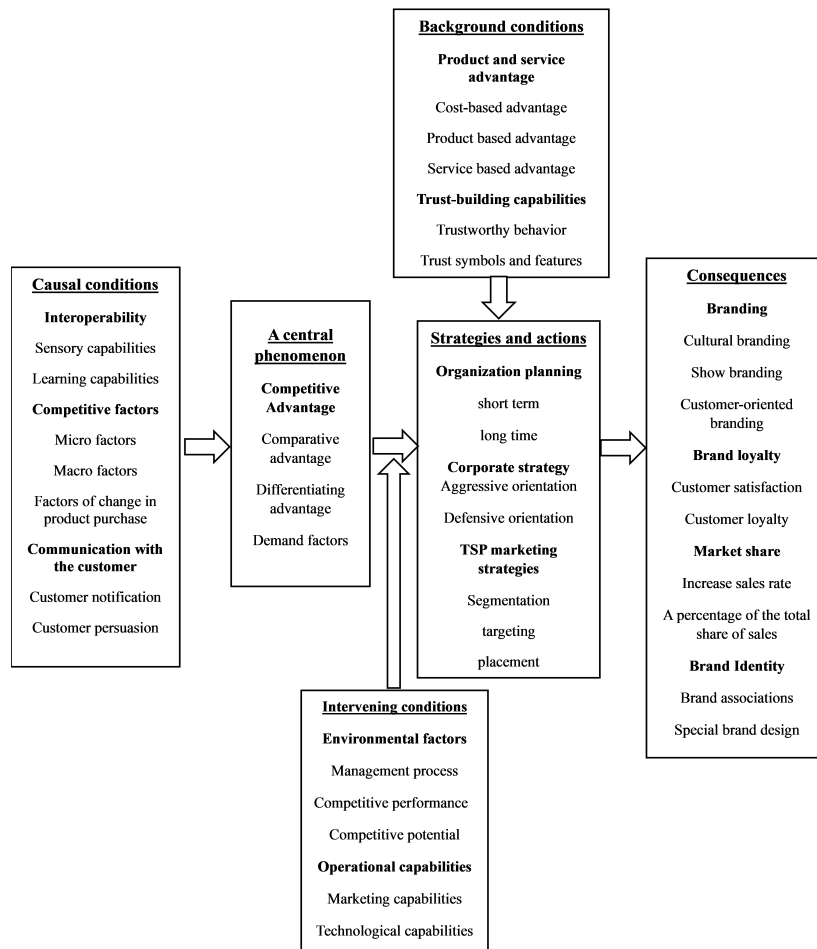 Background conditions
Product and service
advantage
Cost-based advantage
Product based advantage
Service based advantage
Trust-building capabilities
Trustworthy behavior
Trust symbols and features
Causal conditions
Interoperability
Sensory capabilities
Learning capabilities
Competitive factors
Micro factors
Macro factors
Factors of change in
product purchase
Communication with
the customer
Customer notification
Customer persuasion
A central
phenomenon
Competitive
Advantage
Comparative
advantage
Differentiating
advantage
Demand factors
Strategies and actions
Organization planning
short term
long time
Corporate strategy
Aggressive orientation
Defensive orientation
TSP marketing
strategies
Segmentation
targeting
placement
Consequences
Branding
Cultural branding
Show branding
Customer-oriented
branding
Brand loyalty
Customer satisfaction
Customer loyalty
Market share
Increase sales rate
A percentage of the total
share of sales
Brand Identity
Brand associations
Special brand design
Intervening conditions
Environmental factors
Management process
Competitive performance
Competitive potential
Operational capabilities
Marketing capabilities
Technological capabilities